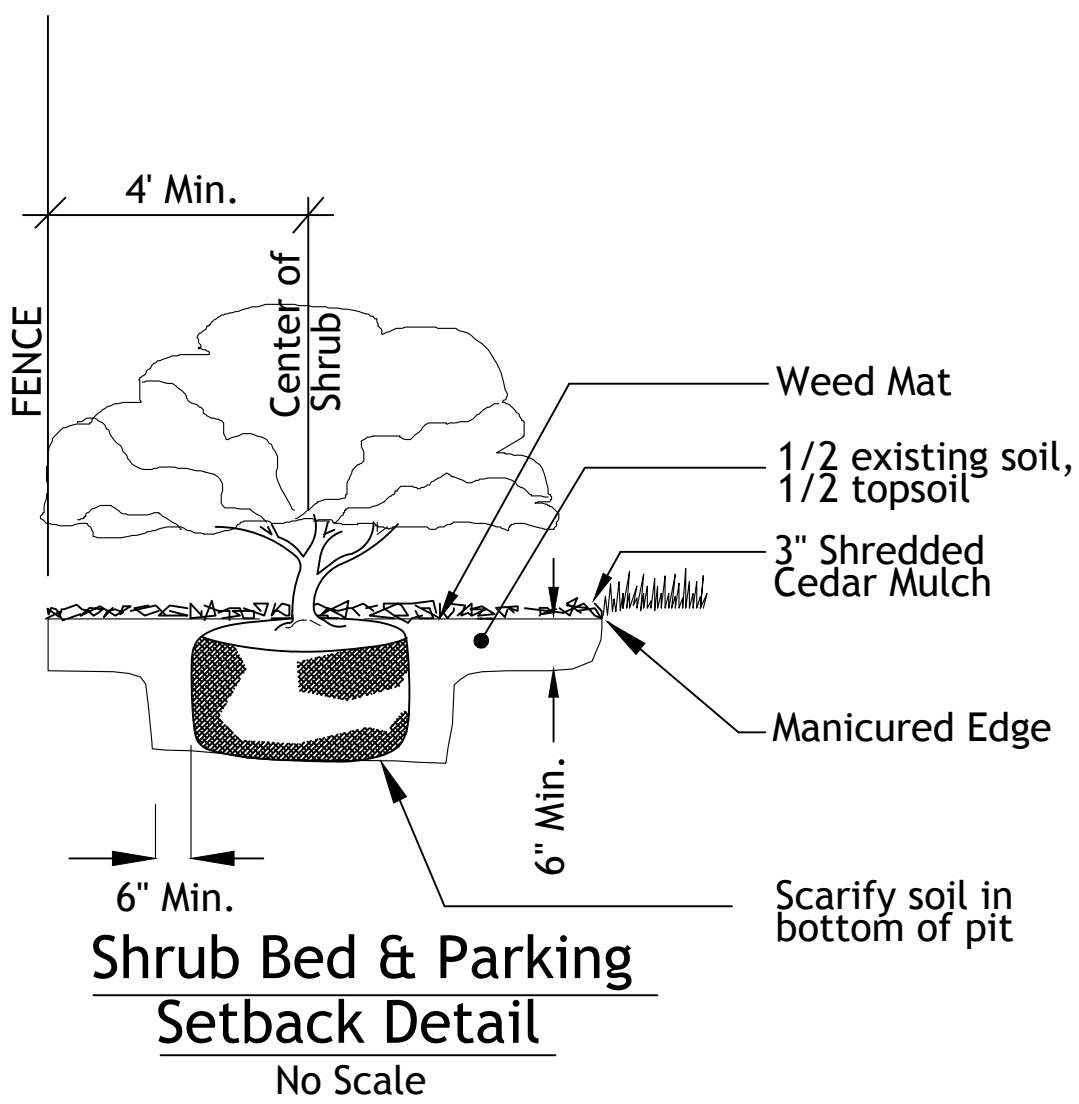 4' Min.
FENCE
Center of
Shrub
Weed Mat
1/2 existing soil,
1/2 topsoil
3" Shredded
Cedar Mulch
Manicured Edge
6" Min.
6" Min.
Scarify soil in
bottom of pit
Shrub Bed & Parking
Setback Detail
No Scale